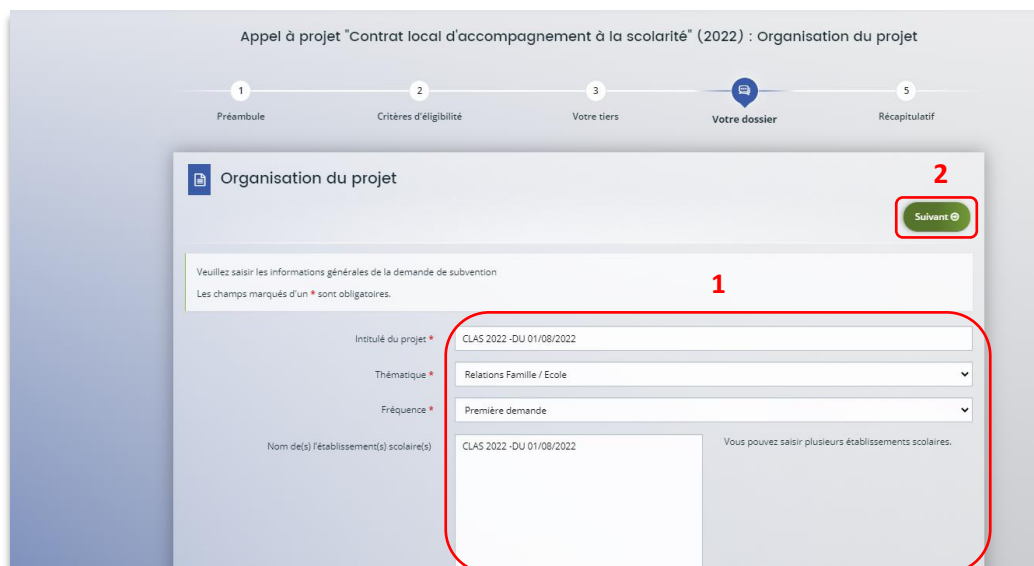 Appel à projet "Contrat local d'accompagnement à la scolarité" (2022) : Organisation du projet
1
2
3
5
Préambule
Critères d'éligibilité
Votre tiers
Votre dossier
Récapitulatif
Organisation du projet
2
Suivant
Veuillez saisir les informations générales de la demande de subvention
Les champs marqués d'un * sont obligatoires.
1
Intitulé du projet *
CLAS 2022 -DU 01/08/2022
Thématique *
Relations Famille / Ecole
Fréquence *
Première demande
Nom de(s) l'établissement(s) scolaire(s)
CLAS 2022 -DU 01/08/2022
Vous pouvez saisir plusieurs établissements scolaires.